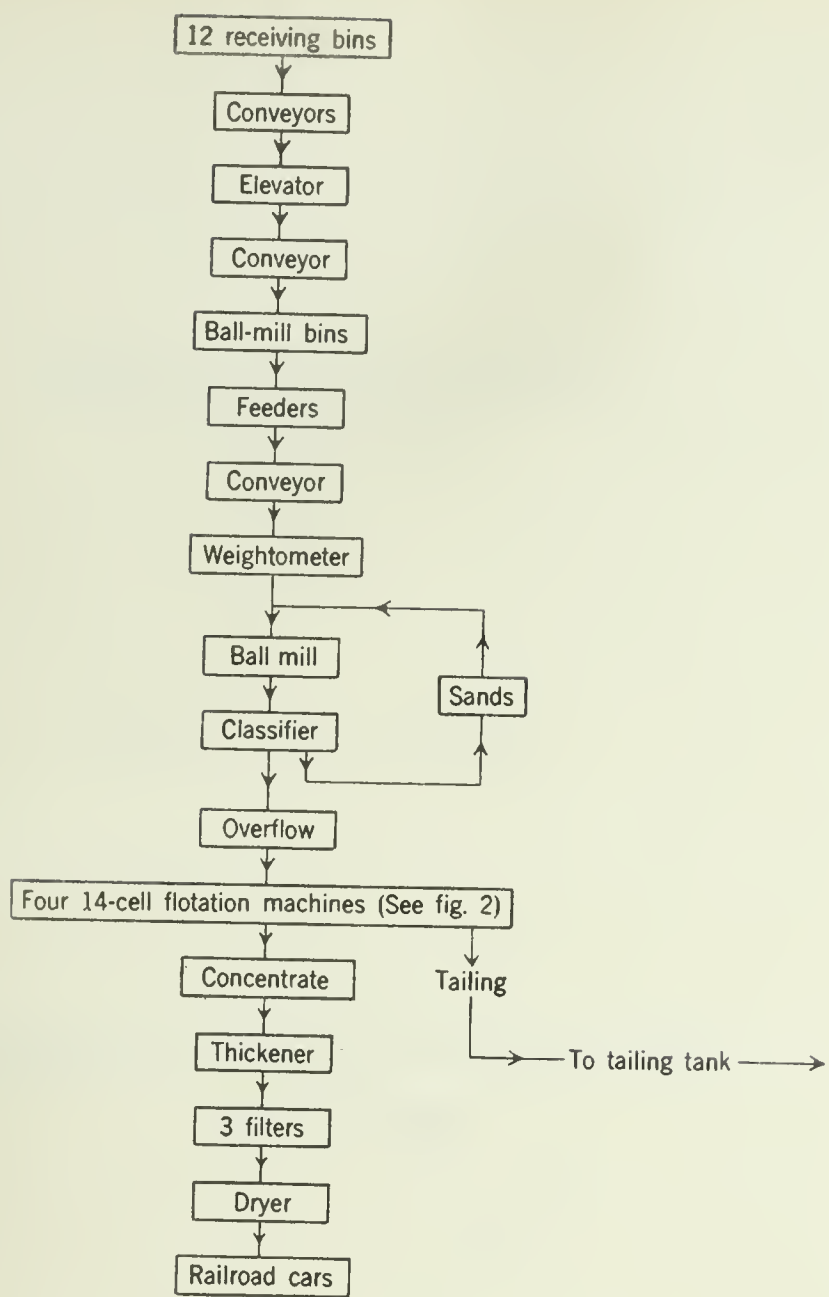 12 receiving bins
Conveyors
Elevator
Conveyor
Ball-mill bins
Feeders
Conveyor
Weightometer
Ball mill
Sands
Classifier
Overflow
Four 14-cell flotation machines (See fig. 2)
Concentrate
Tailing
Thickener
To tailing tank
3 filters
Dryer
Railroad cars